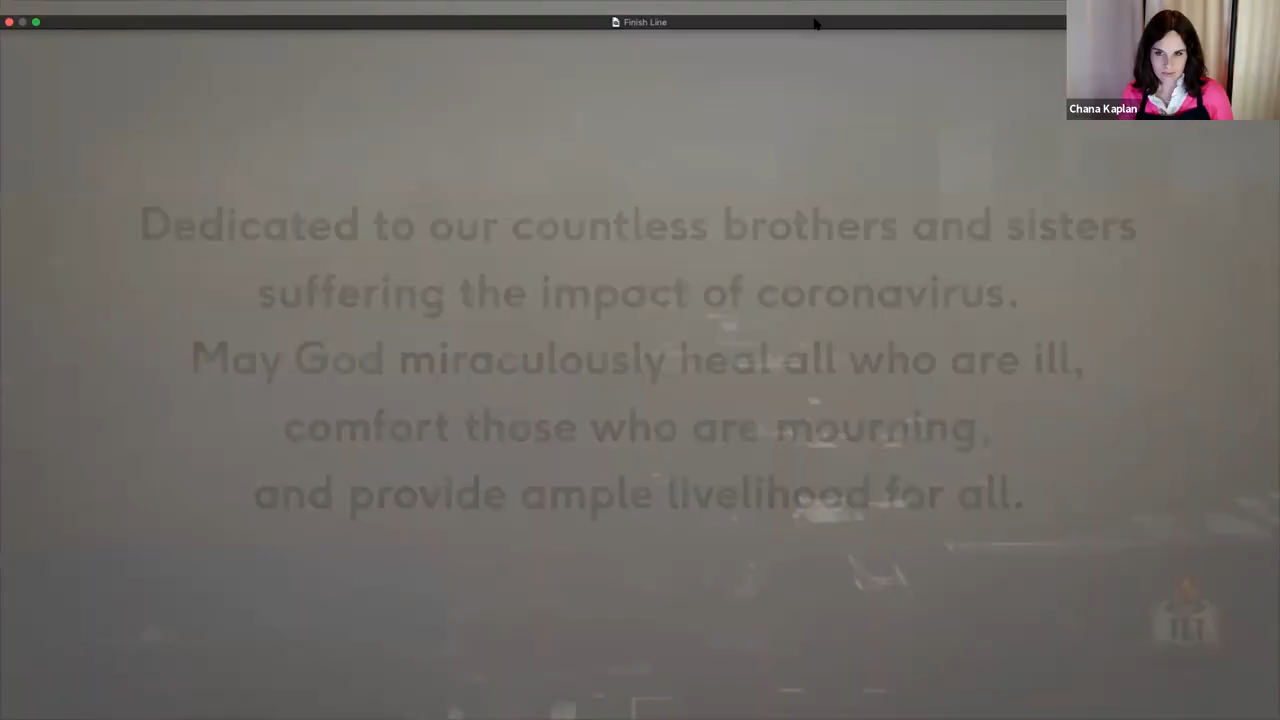 Finish Line
Chana Kaplan
Dedicated to our countless brothers and sisters
suffering the impact of coronavirus.
May God miraculously heal all who are ill,
comfort those who are mourning,
and provide ample livelihood for all.
JLI